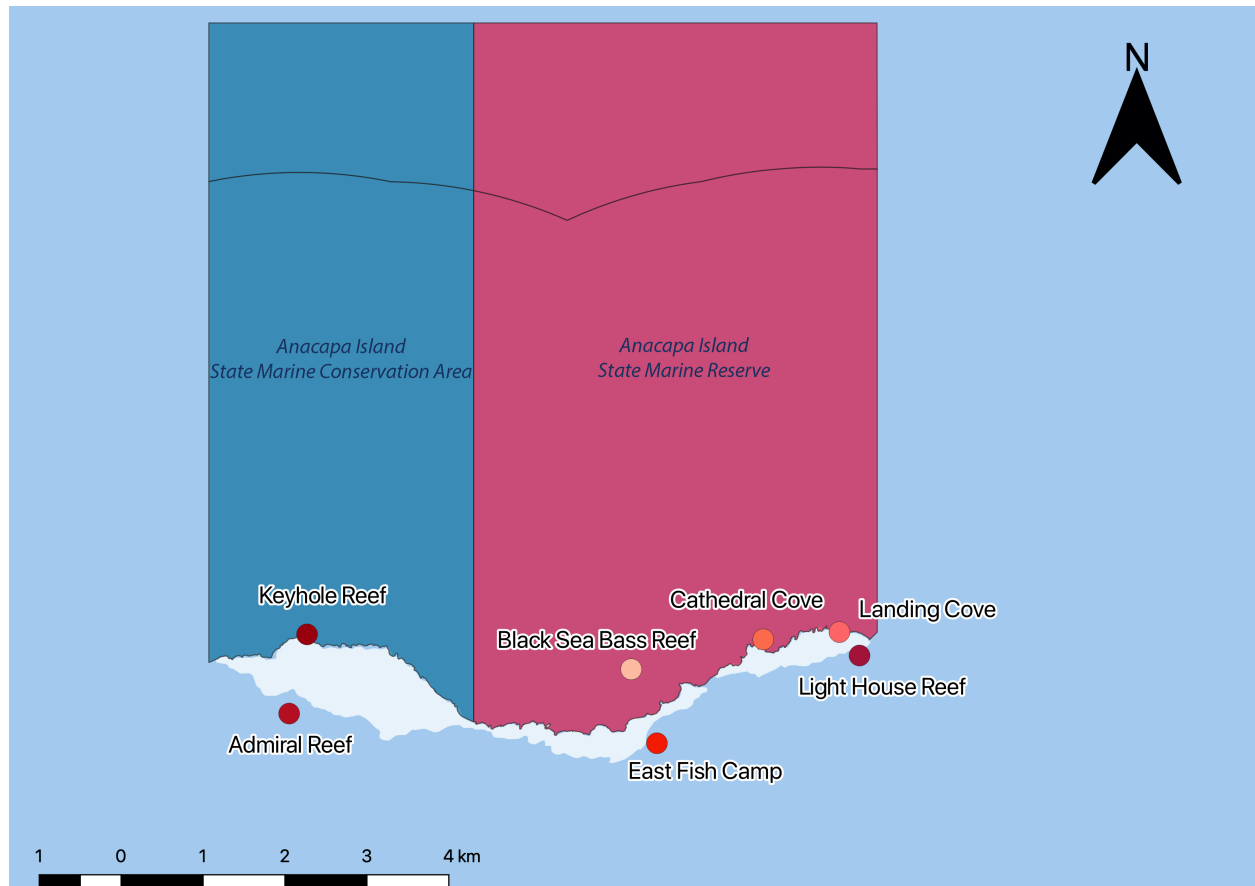 N
Anacapa Island
State Marine Conservation Area
Anacapa Island
State Marine Reserve
Keyhole Reef
Cathedral Cove
Landing Cove
Black Sea Bass Reef
Light House Reef
Admiral Reef
East Fish Camp
1 0 1 2 3 4 km